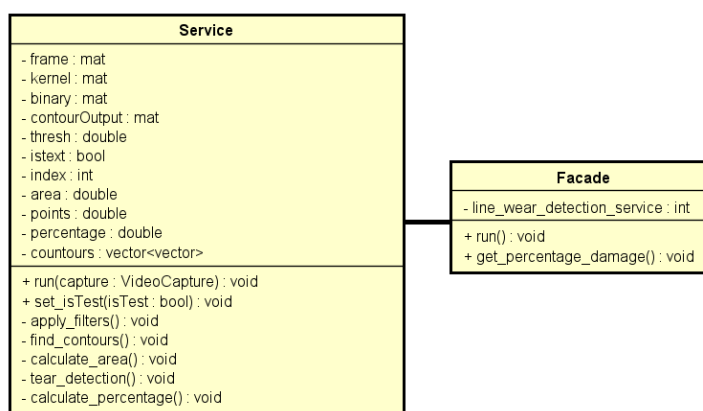 Service
- frame : mat
- kernel : mat
- binary : mat
- contourOutput : mat
- thresh : double
- istext : bool
- index : int
- area : double
- points : double
- percentage : double
- countours : vector<vector>
+ run(capture : VideoCapture) : void
+ set_isTest(isTest : bool) : void
- apply_filters() : void
- find_contours() : void
- calculate_area() : void
- tear_detection() : void
- calculate_percentage() : void
Facade
- line_wear_detection_service : int
+ run() : void
+ get_percentage_damage() : void